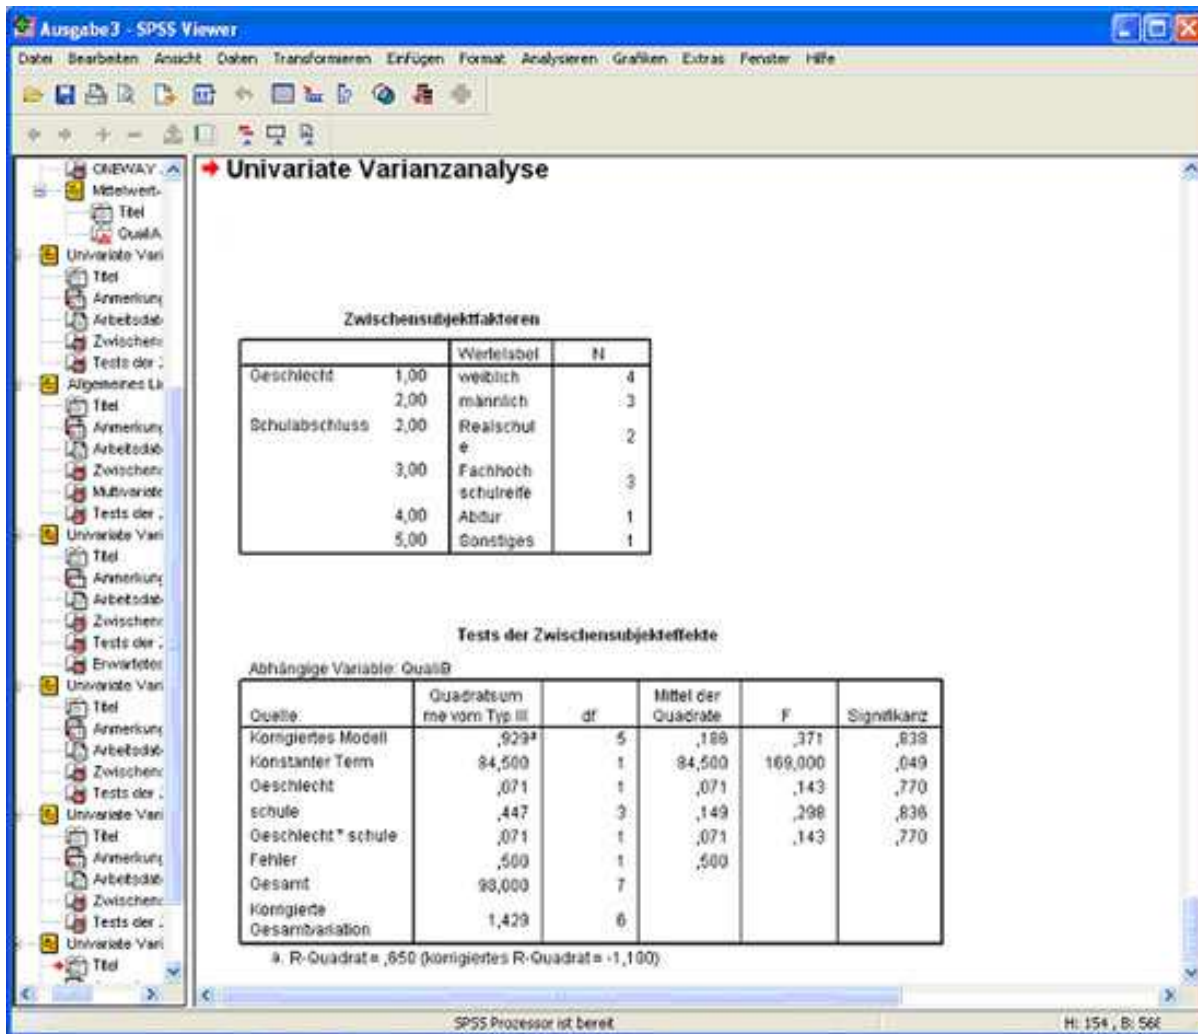 Ausgabe3 - SPSS Viewer
Datei Bearbeiten Ansicht Daten Transformieren Einfügen Format Analysieren Grafiken Extras Fenster Hilfe
ONEWAY
Mittelwert-
Titel
QualiA
Univariate Vari
Titel
Anmerkung
Arbeitsdat
Zwischen
Tests der
Allgemeines Li
Titel
Anmerkung
Arbeitsdat
Zwischen
Multivariate
Tests der
Univariate Vari
Titel
Anmerkung
Arbeitsdat
Zwischen
Tests der
Erwartete
Univariate Vari
Titel
Anmerkung
Arbeitsdat
Zwischen
Tests der
Univariate Vari
Titel
Anmerkung
Arbeitsdat
Zwischen
Tests der
Univariate Vari
Titel
Univariate Varianzanalyse
Zwischensubjektfaktoren
Wertelabel N
Geschlecht 1,00 weiblich 4
2,00 männlich 3
Schulabschluss 2,00 Realschul
e 2
3,00 Fachhoch
schulreife 3
4,00 Abitur 1
5,00 Sonstiges 1
Tests der Zwischensubjekteffekte
Abhängige Variable: QualiB
Quelle Quadratsum
me vom Typ III df Mittel der
Quadrate F Signifikanz
Korrigiertes Modell ,929a 5 ,186 ,371 ,838
Konstanter Term 84,500 1 84,500 169,000 ,049
Geschlecht ,071 1 ,071 ,143 ,770
schule ,447 3 ,149 ,298 ,836
Geschlecht * schule ,071 1 ,071 ,143 ,770
Fehler ,500 1 ,500
Gesamt 98,000 7
Korrigierte
Gesamtvariation 1,429 6
a. R-Quadrat = ,650 (korrigiertes R-Quadrat = -1,100)
SPSS Prozessor ist bereit H: 154 , B: 568